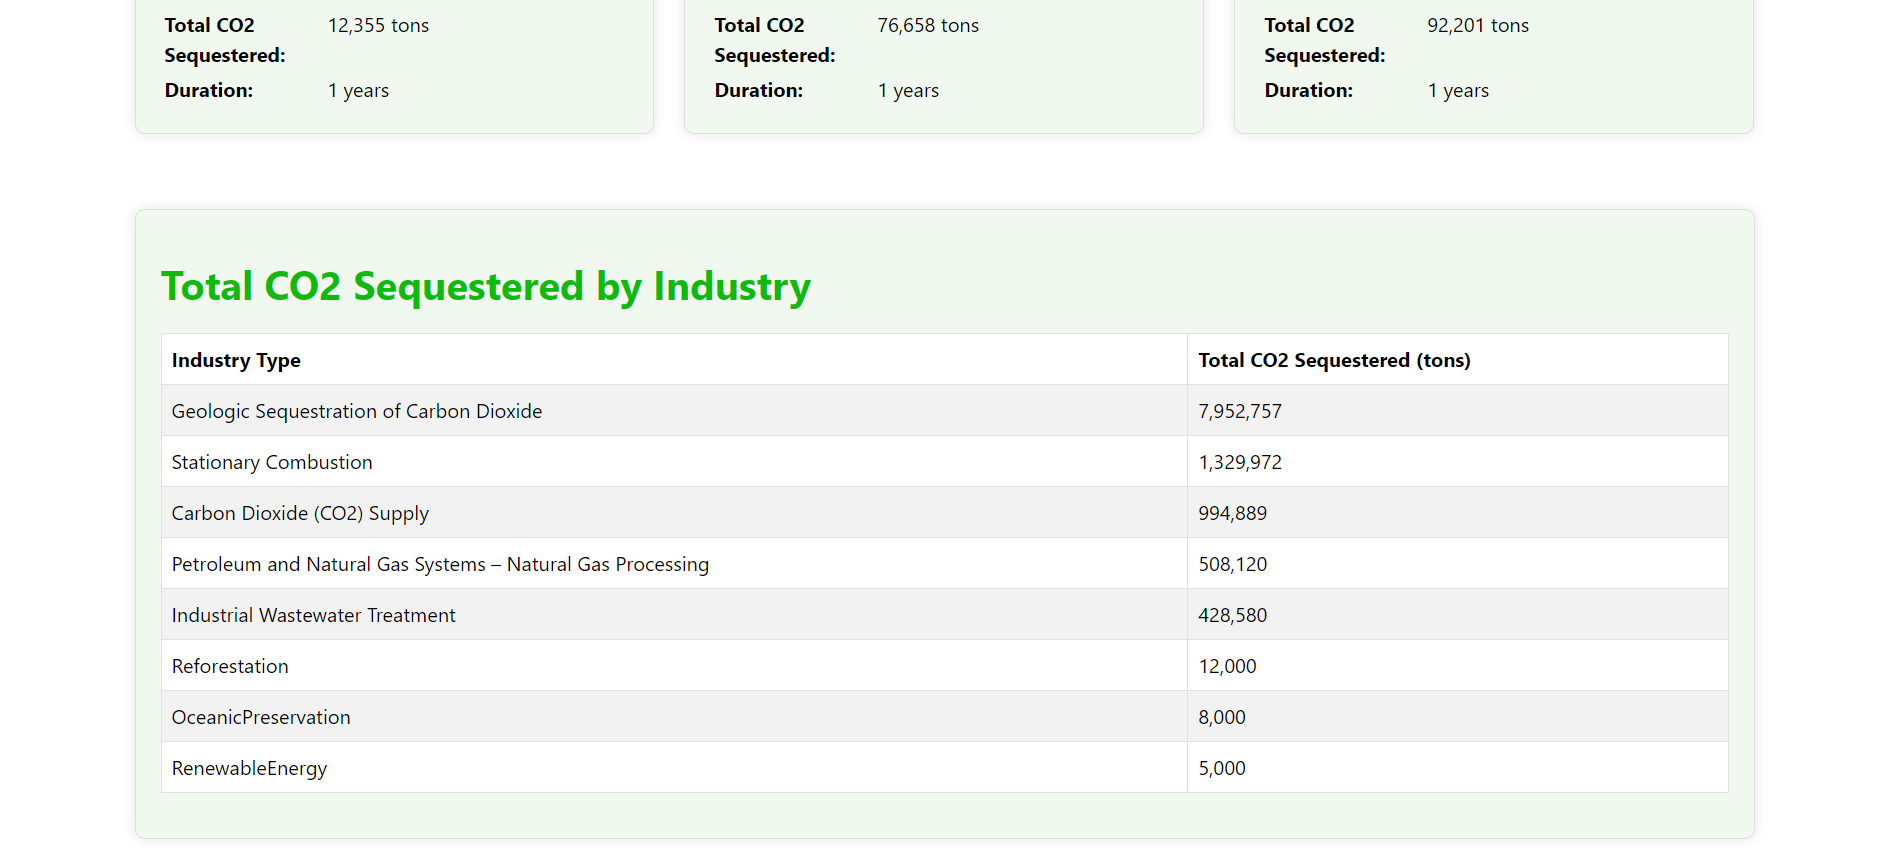 Total CO2 Sequestered: 12,355 tons
Duration: 1 years
Total CO2 Sequestered: 76,658 tons
Duration: 1 years
Total CO2 Sequestered: 92,201 tons
Duration: 1 years
Total CO2 Sequestered by Industry
Industry Type Total CO2 Sequestered (tons)
Geologic Sequestration of Carbon Dioxide 7,952,757
Stationary Combustion 1,329,972
Carbon Dioxide (CO2) Supply 994,889
Petroleum and Natural Gas Systems – Natural Gas Processing 508,120
Industrial Wastewater Treatment 428,580
Reforestation 12,000
OceanicPreservation 8,000
RenewableEnergy 5,000